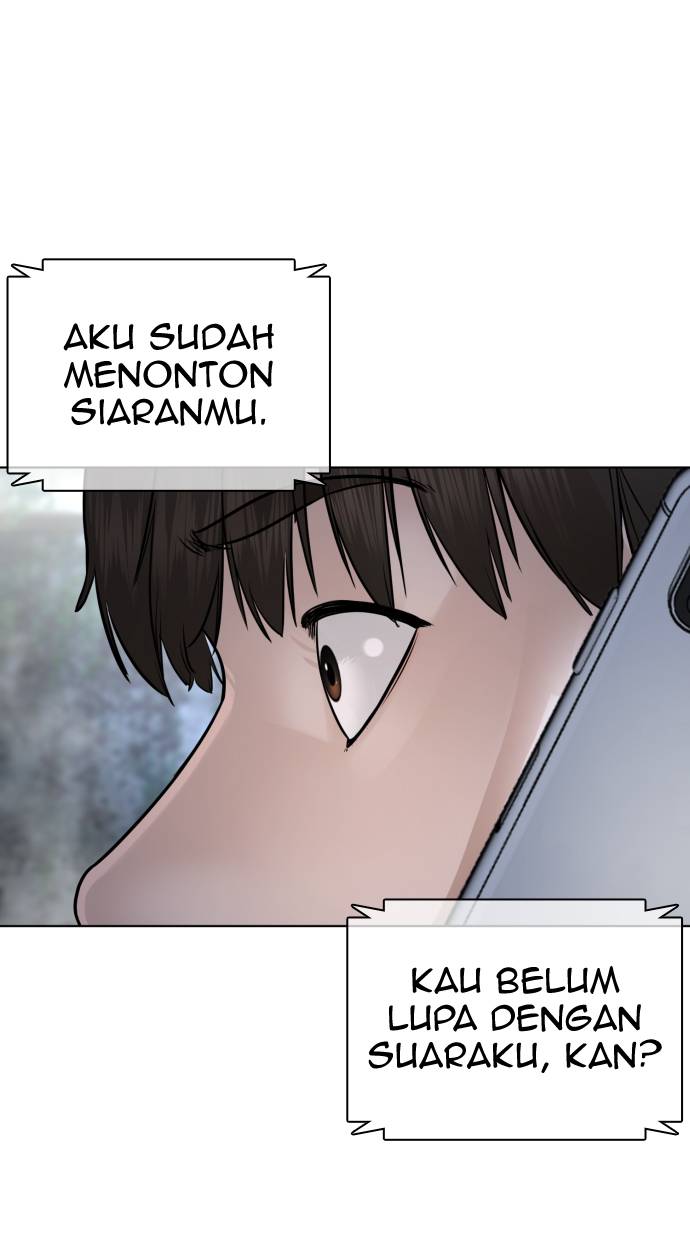 AKU SUDAH
MENONTON
SIARANMU.
KAU BELUM
LUPA DENGAN
SUARAKU, KAN?